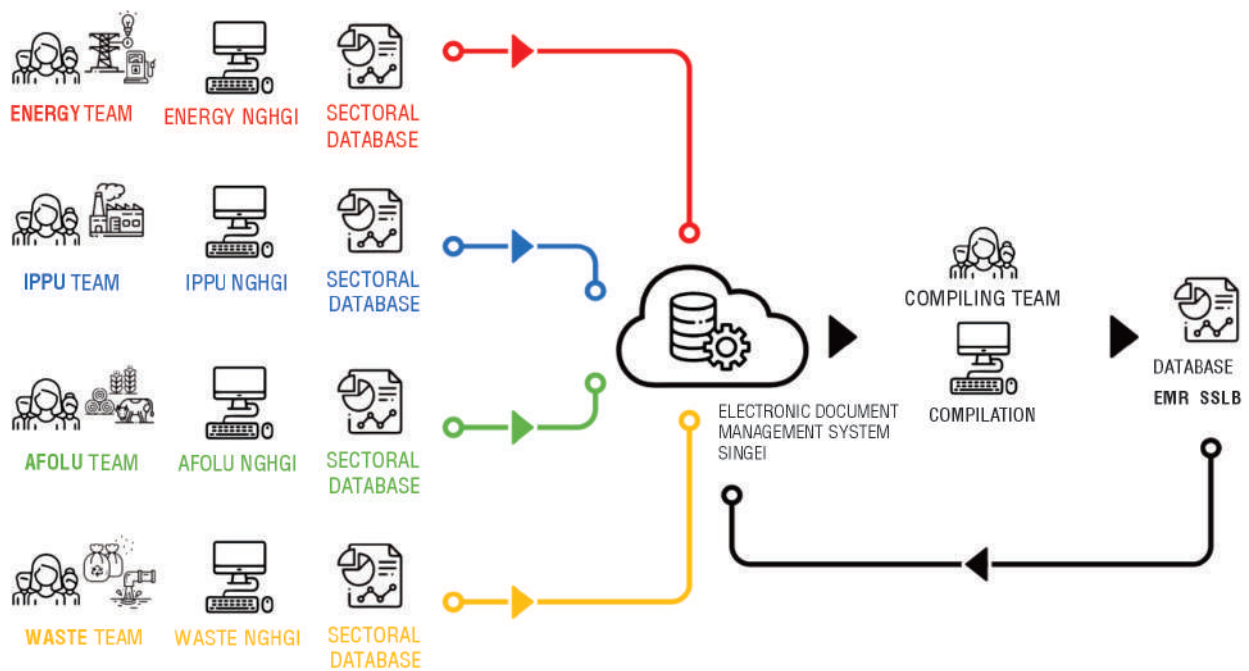 ENERGY TEAM
ENERGY NGHGI
SECTORAL
DATABASE
IPPU TEAM
IPPU NGHGI
SECTORAL
DATABASE
AFOLU TEAM
AFOLU NGHGI
SECTORAL
DATABASE
WASTE TEAM
WASTE NGHGI
SECTORAL
DATABASE
ELECTRONIC DOCUMENT
MANAGEMENT SYSTEM
SINGEI
COMPILING TEAM
COMPILATION
DATABASE
EMR SSLB